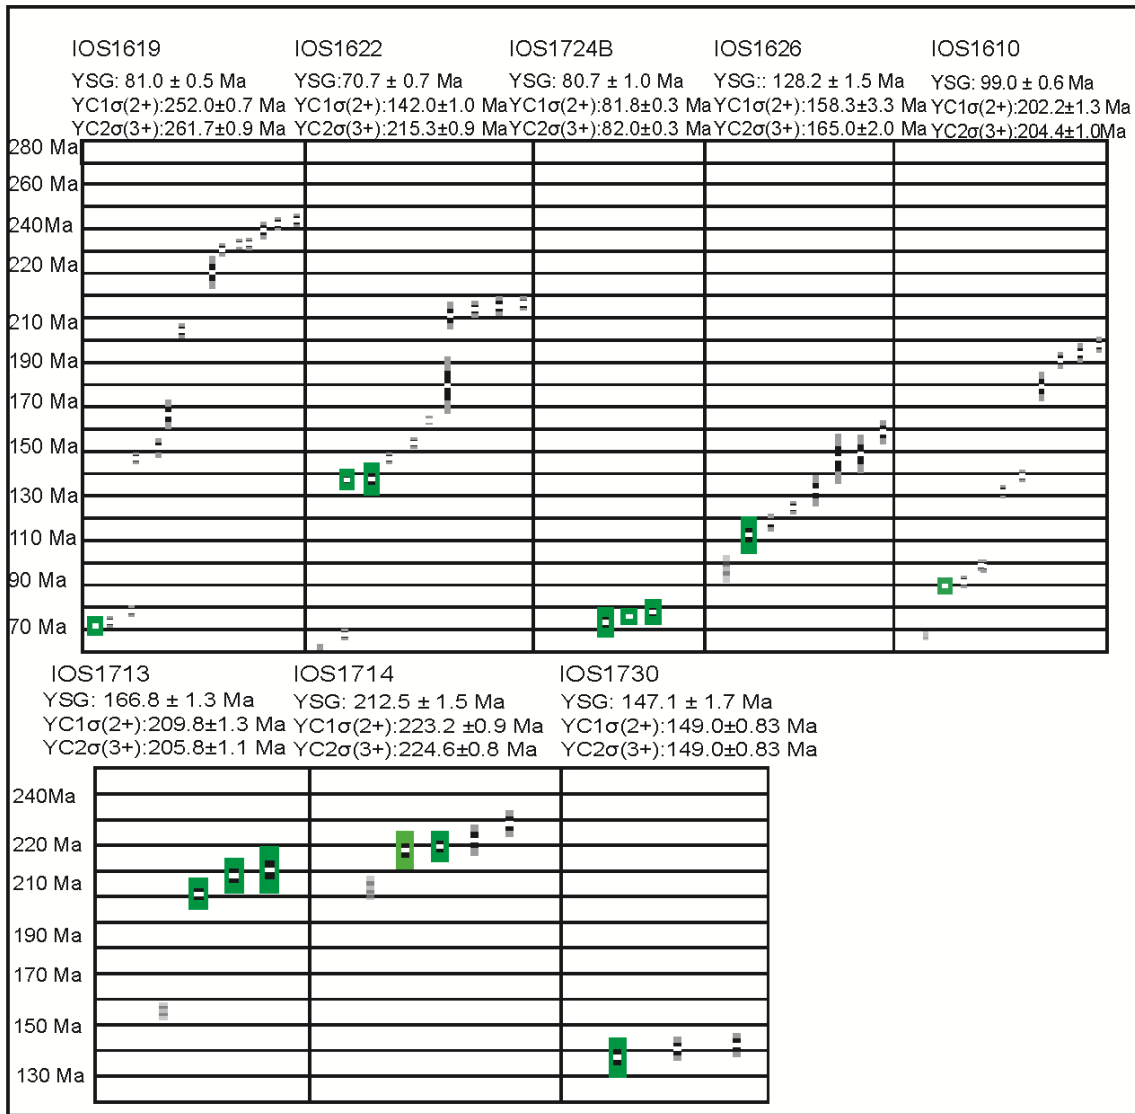 IOS1619 IOS1622 IOS1724B IOS1626 IOS1610
YSG: 81.0 ± 0.5 Ma YSG:70.7 ± 0.7 Ma YSG: 80.7 ± 1.0 Ma YSG:: 128.2 ± 1.5 Ma YSG: 99.0 ± 0.6 Ma
YC1σ(2+):252.0±0.7 Ma YC1σ(2+):142.0±1.0 Ma YC1σ(2+):81.8±0.3 Ma YC1σ(2+):158.3±3.3 Ma YC1σ(2+):202.2±1.3 Ma
YC2σ(3+):261.7±0.9 Ma YC2σ(3+):215.3±0.9 Ma YC2σ(3+):82.0±0.3 Ma YC2σ(3+):165.0±2.0 Ma YC2σ(3+):204.4±1.0Ma
280 Ma
260 Ma
240Ma
220 Ma
210 Ma
190 Ma
170 Ma
150 Ma
130 Ma
110 Ma
90 Ma
70 Ma
IOS1713 IOS1714 IOS1730
YSG: 166.8 ± 1.3 Ma YSG: 212.5 ± 1.5 Ma YSG: 147.1 ± 1.7 Ma
YC1σ(2+):209.8±1.3 Ma YC1σ(2+):223.2 ±0.9 Ma YC1σ(2+):149.0±0.83 Ma
YC2σ(3+):205.8±1.1 Ma YC2σ(3+):224.6±0.8 Ma YC2σ(3+):149.0±0.83 Ma
240Ma
220 Ma
210 Ma
190 Ma
170 Ma
150 Ma
130 Ma